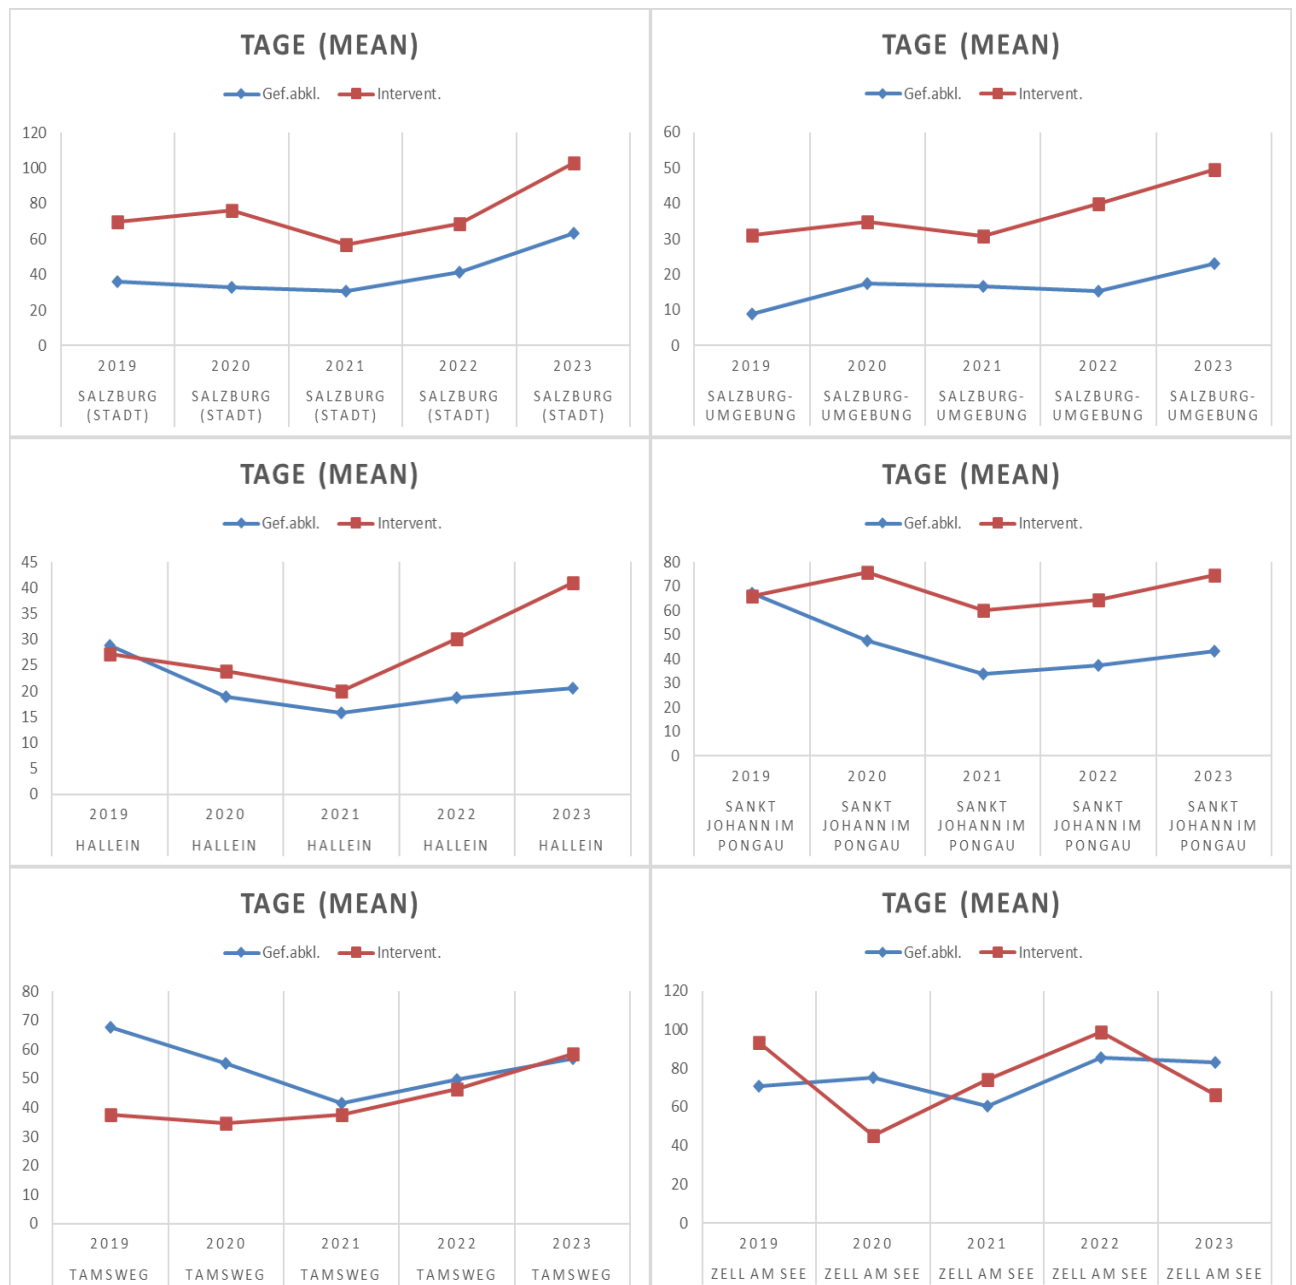 TAGE (MEAN)
Gef.abkl. Intervent.
120
100
80
60
40
20
0
2019 2020 2021 2022 2023
SALZBURG SALZBURG SALZBURG SALZBURG SALZBURG
(STADT) (STADT) (STADT) (STADT) (STADT)
TAGE (MEAN)
Gef.abkl. Intervent.
60
50
40
30
20
10
0
2019 2020 2021 2022 2023
SALZBURG- SALZBURG- SALZBURG- SALZBURG- SALZBURG-
UMGEBUNG UMGEBUNG UMGEBUNG UMGEBUNG UMGEBUNG
TAGE (MEAN)
Gef.abkl. Intervent.
45
40
35
30
25
20
15
10
5
0
2019 2020 2021 2022 2023
HALLEIN HALLEIN HALLEIN HALLEIN HALLEIN
TAGE (MEAN)
Gef.abkl. Intervent.
80
70
60
50
40
30
20
10
0
2019 2020 2021 2022 2023
SANKT SANKT SANKT SANKT SANKT
JOHANN IM JOHANN IM JOHANN IM JOHANN IM JOHANN IM
PONGAU PONGAU PONGAU PONGAU PONGAU
TAGE (MEAN)
Gef.abkl. Intervent.
80
70
60
50
40
30
20
10
0
2019 2020 2021 2022 2023
TAMSWEG TAMSWEG TAMSWEG TAMSWEG TAMSWEG
TAGE (MEAN)
Gef.abkl. Intervent.
120
100
80
60
40
20
0
2019 2020 2021 2022 2023
ZELL AM SEE ZELL AM SEE ZELL AM SEE ZELL AM SEE ZELL AM SEE